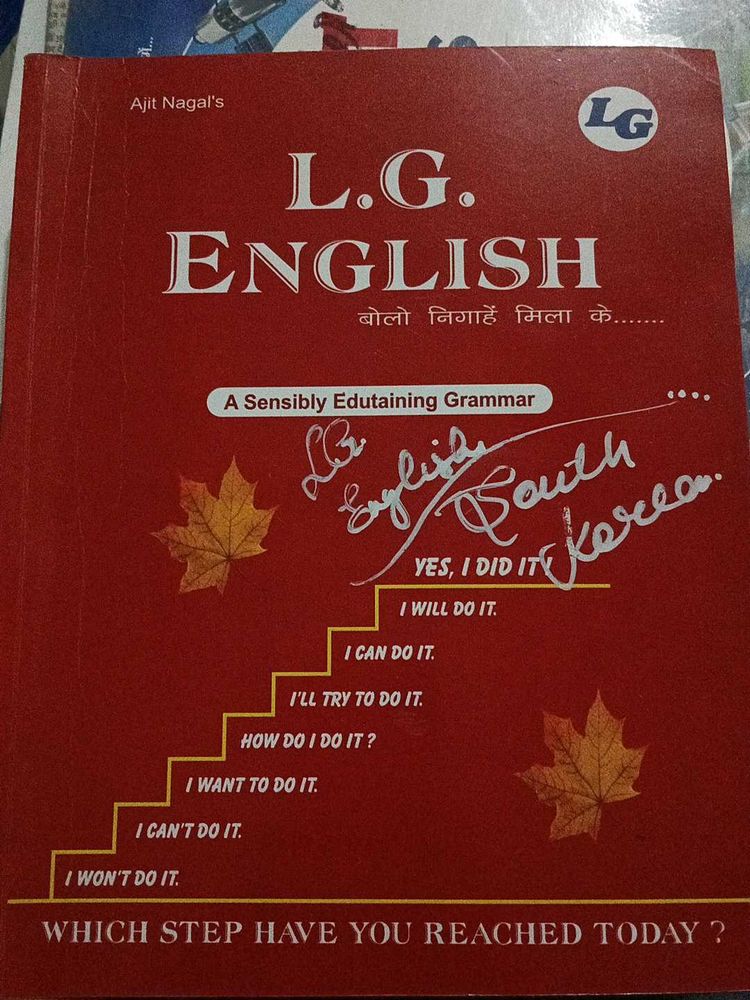 Ajit Nagal's
LG
L.G.
ENGLISH
बोलो निगाहें मिला के.......
A Sensibly Edutaining Grammar
....
LG
English
South
Korea.
YES, I DID IT!
I WILL DO IT.
I CAN DO IT.
I'LL TRY TO DO IT.
HOW DO I DO IT ?
I WANT TO DO IT.
I CAN'T DO IT.
I WON'T DO IT.
WHICH STEP HAVE YOU REACHED TODAY ?